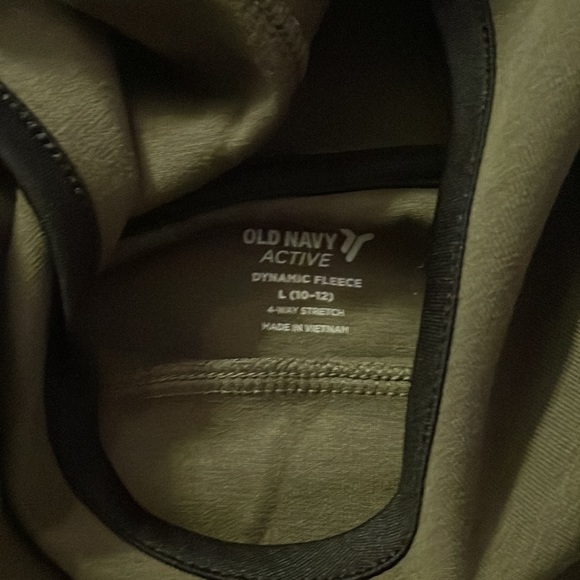 OLD NAVY
ACTIVE
DYNAMIC FLEECE
L (10-12)
4-WAY STRETCH
MADE IN VIETNAM